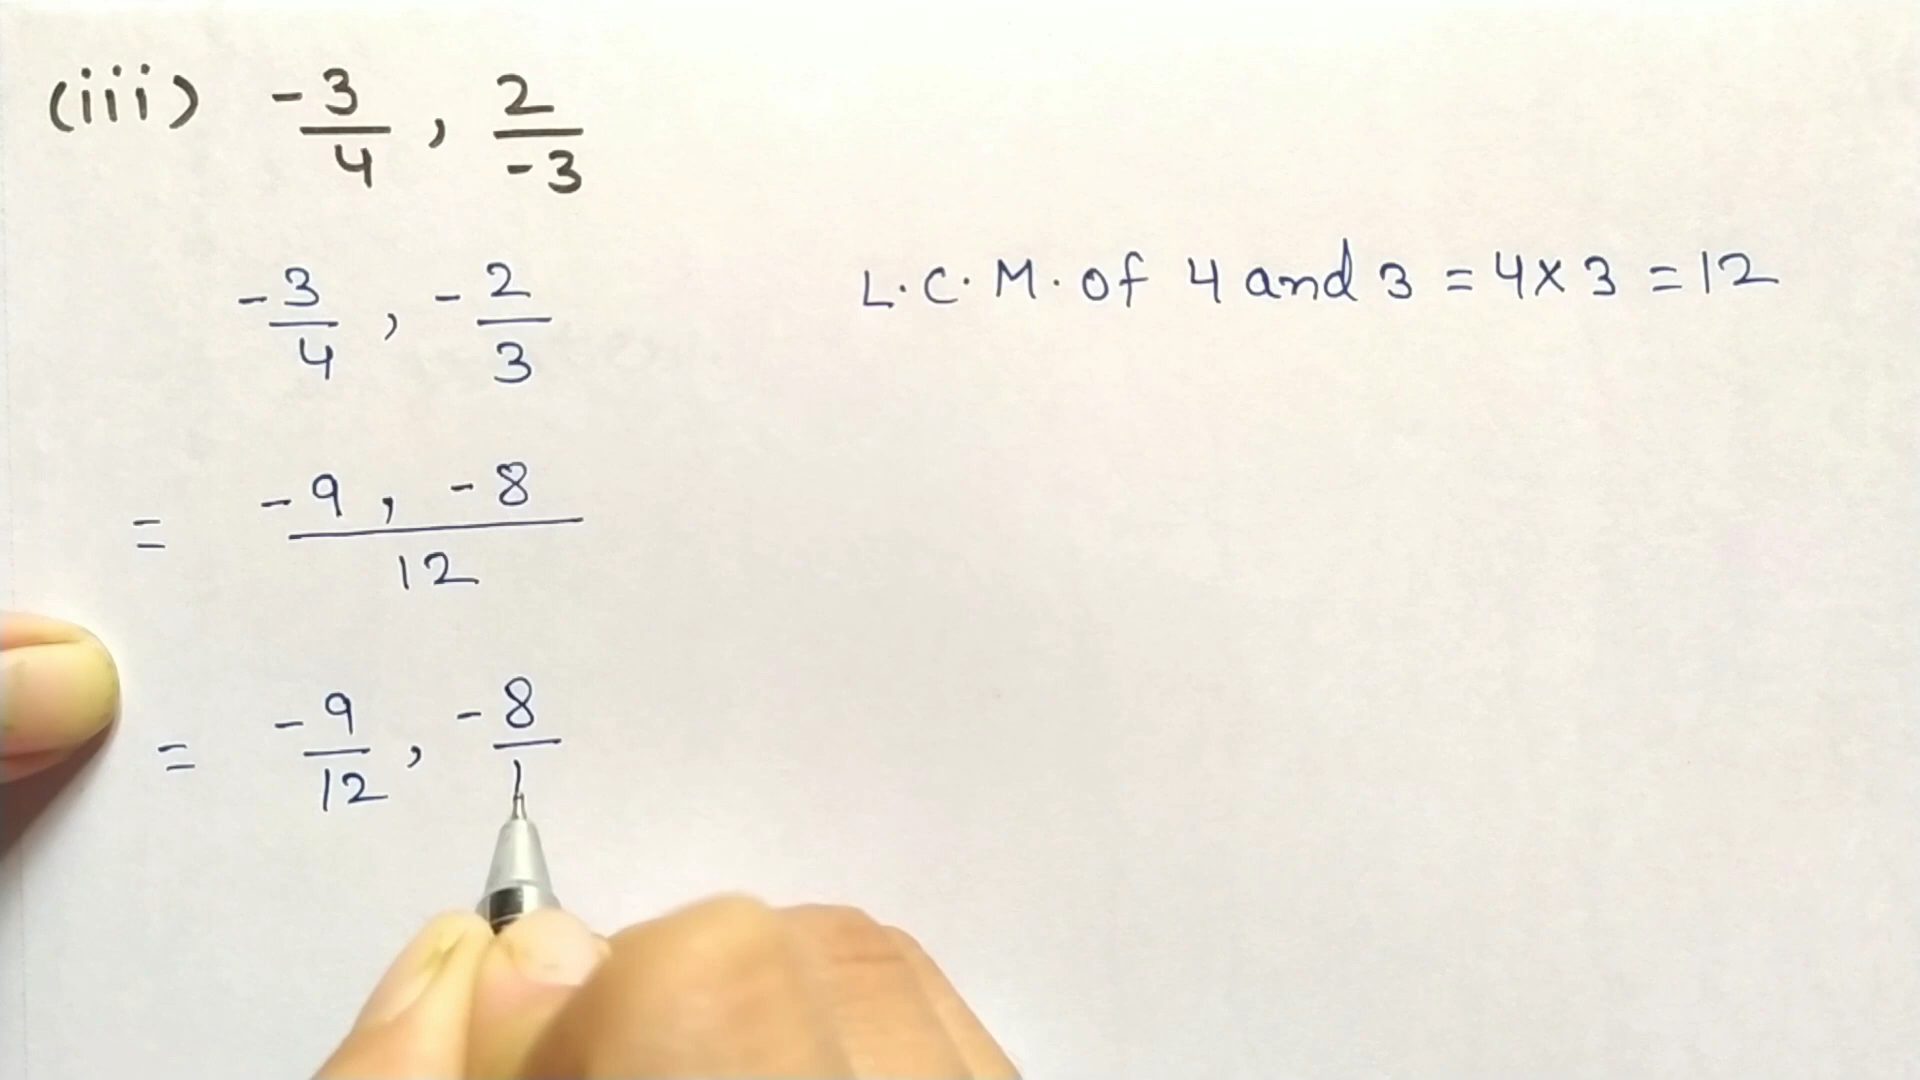 (iii) -3/4 , 2/-3
-3/4 , -2/3
L.C.M. of 4 and 3 = 4×3 = 12
= -9 , -8 / 12
= -9/12 , -8/1